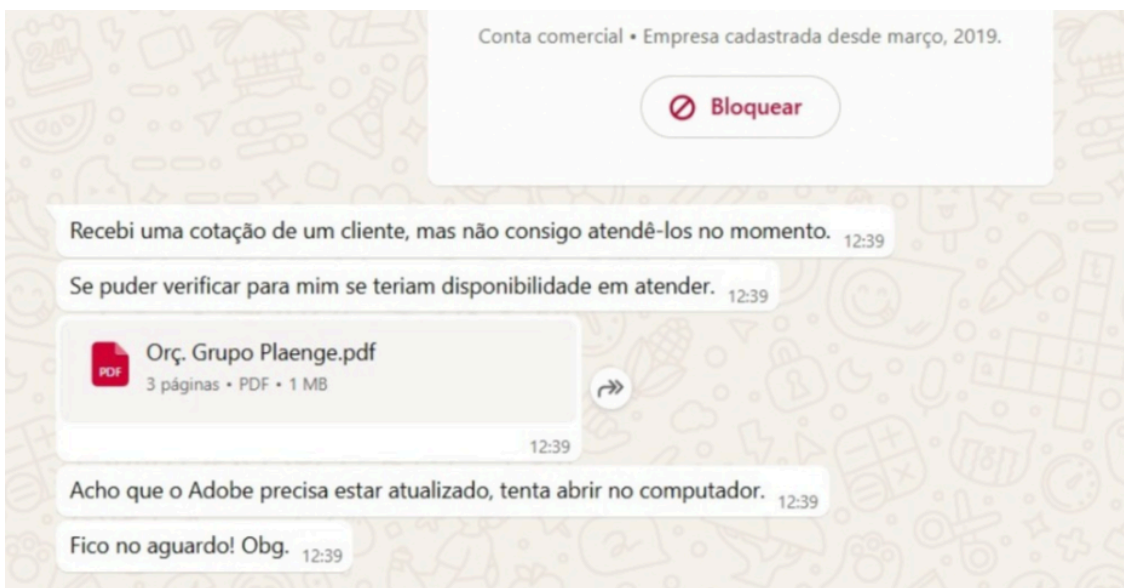 Conta comercial • Empresa cadastrada desde março, 2019.
Bloquear
Recebi uma cotação de um cliente, mas não consigo atendê-los no momento. 12:39
Se puder verificar para mim se teriam disponibilidade em atender. 12:39
Orç. Grupo Plaenge.pdf
PDF
3 páginas • PDF • 1 MB
12:39
Acho que o Adobe precisa estar atualizado, tenta abrir no computador. 12:39
Fico no aguardo! Obg. 12:39